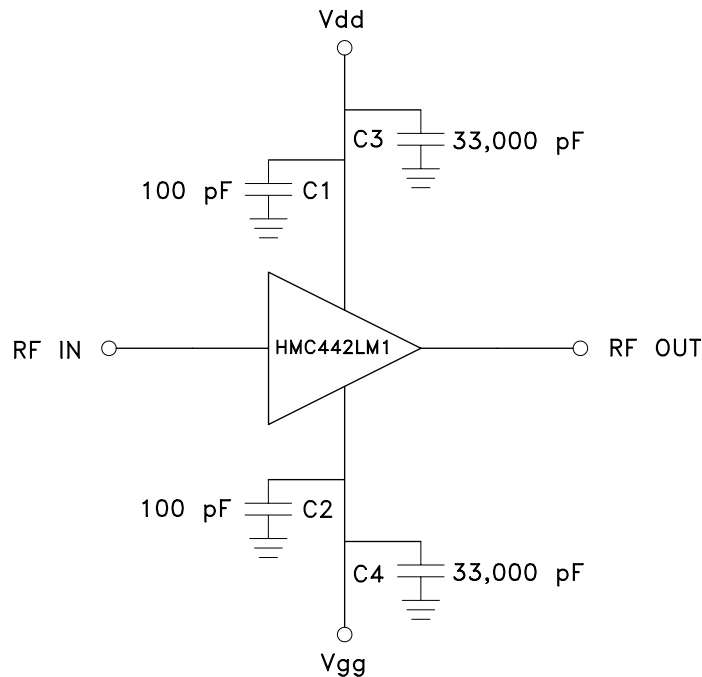 Vdd
C3 33,000 pF
100 pF C1
RF IN HMC442LM1 RF OUT
100 pF C2
C4 33,000 pF
Vgg